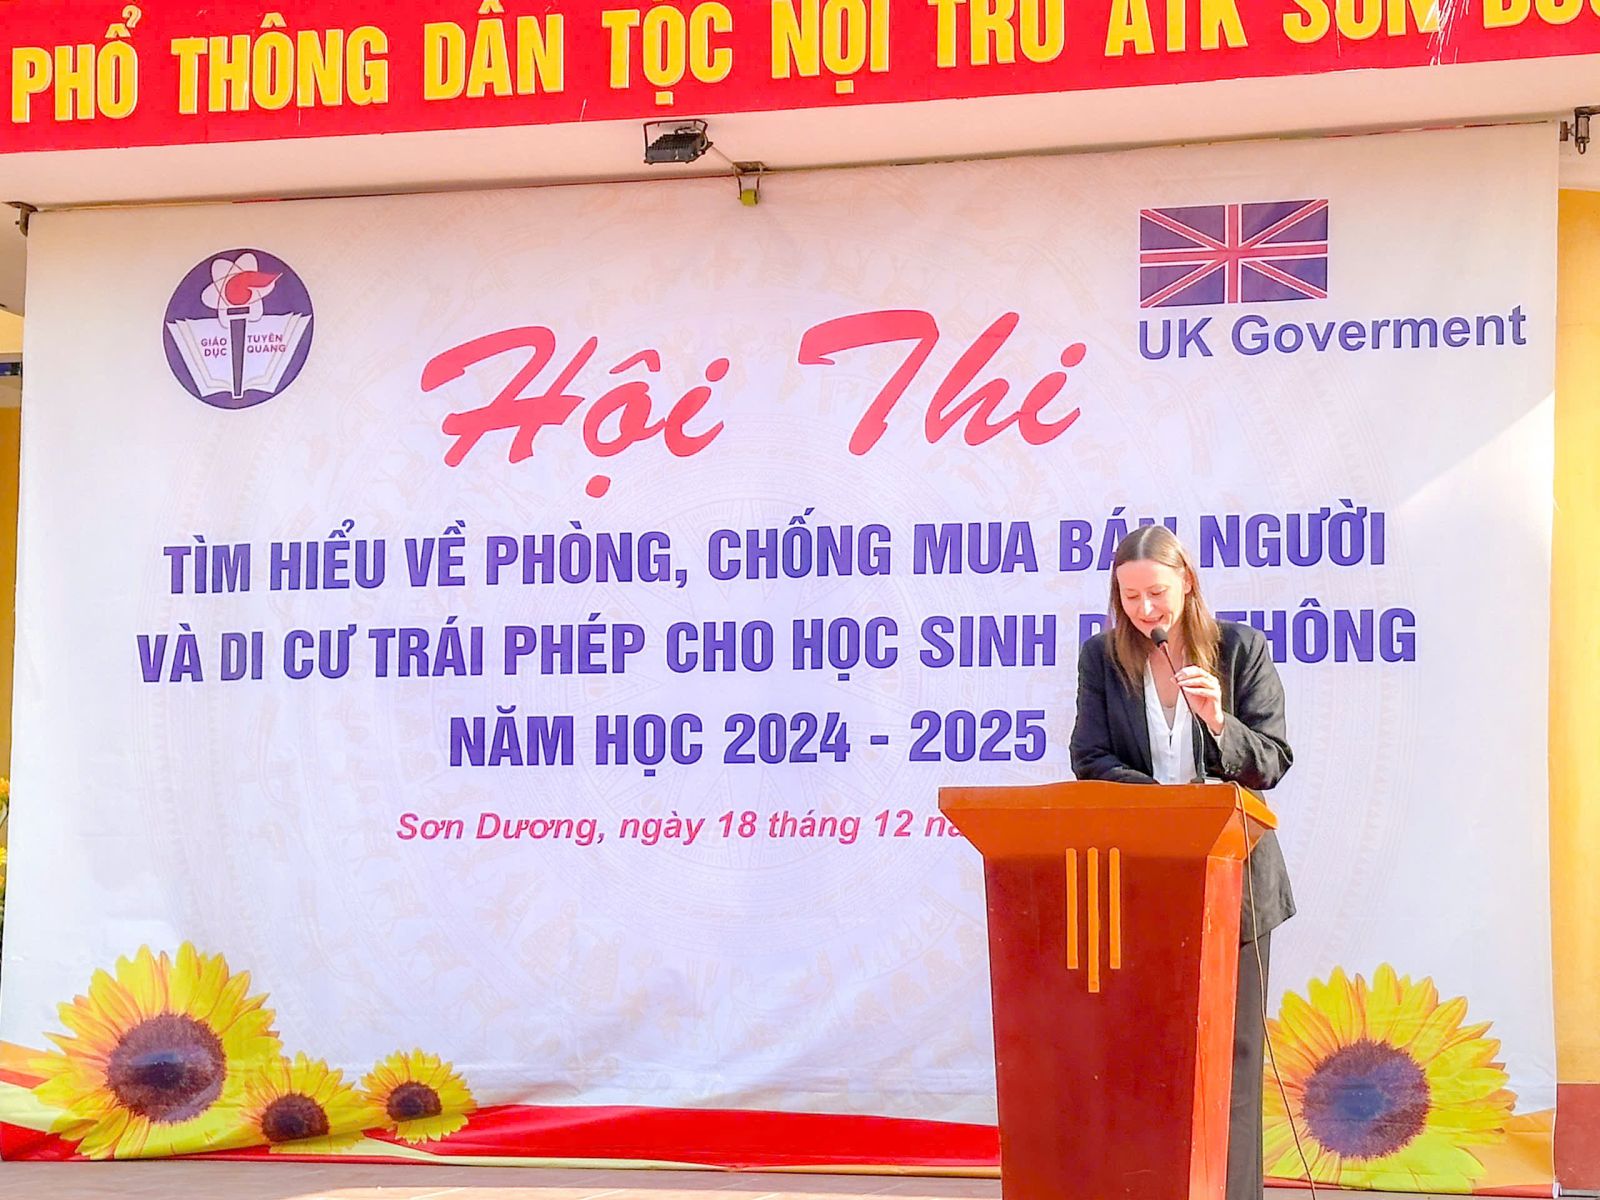 PHỔ THÔNG DÂN TỘC NỘI TRÚ ATK SƠN
GIÁO DỤC
TUYÊN QUANG
UK Goverment
Hội Thi
TÌM HIỂU VỀ PHÒNG, CHỐNG MUA BÁN NGƯỜI
VÀ DI CƯ TRÁI PHÉP CHO HỌC SINH THÔNG
NĂM HỌC 2024 - 2025
Sơn Dương, ngày 18 tháng 12